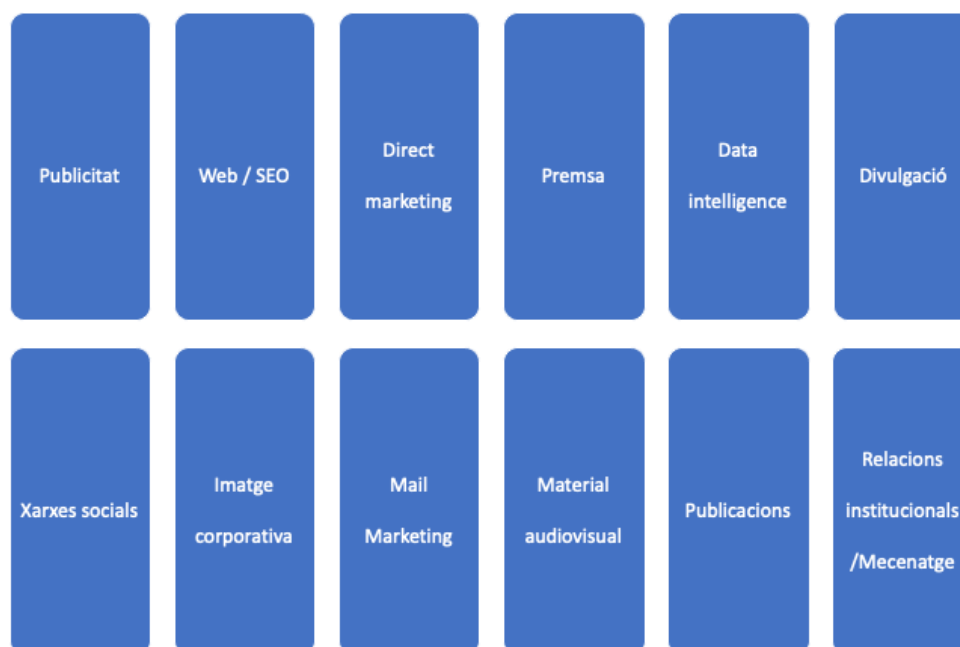 Publicitat
Web / SEO
Direct
marketing
Premsa
Data
intelligence
Divulgació
Xarxes socials
Imatge
corporativa
Mail
Marketing
Material
audiovisual
Publicacions
Relacions
institucionals
/Mecenatge